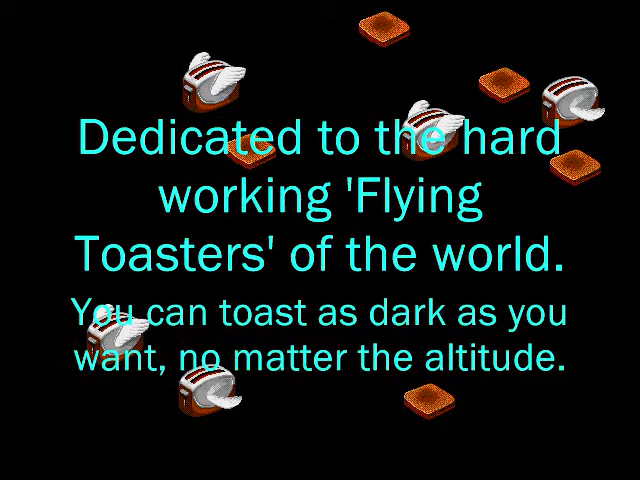 Dedicated to the hard
working 'Flying
Toasters' of the world.
You can toast as dark as you
want, no matter the altitude.